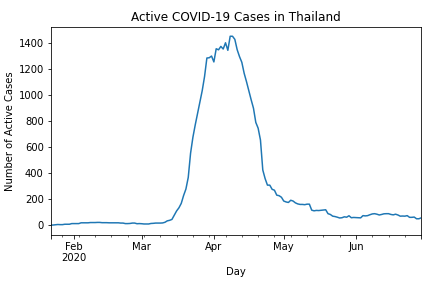 Active COVID-19 Cases in Thailand
Number of Active Cases
1400
1200
1000
800
600
400
200
0
Feb
2020
Mar
Apr
May
Jun
Day